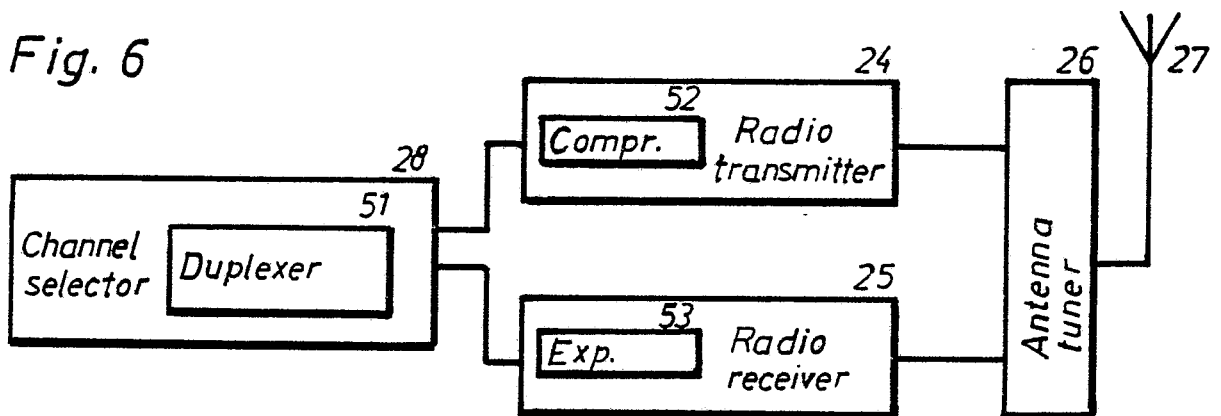 Fig. 6
24
26
27
52
Compr.
Radio
transmitter
28
51
Channel
selector
Duplexer
25
53
Exp.
Radio
receiver
Antenna
tuner